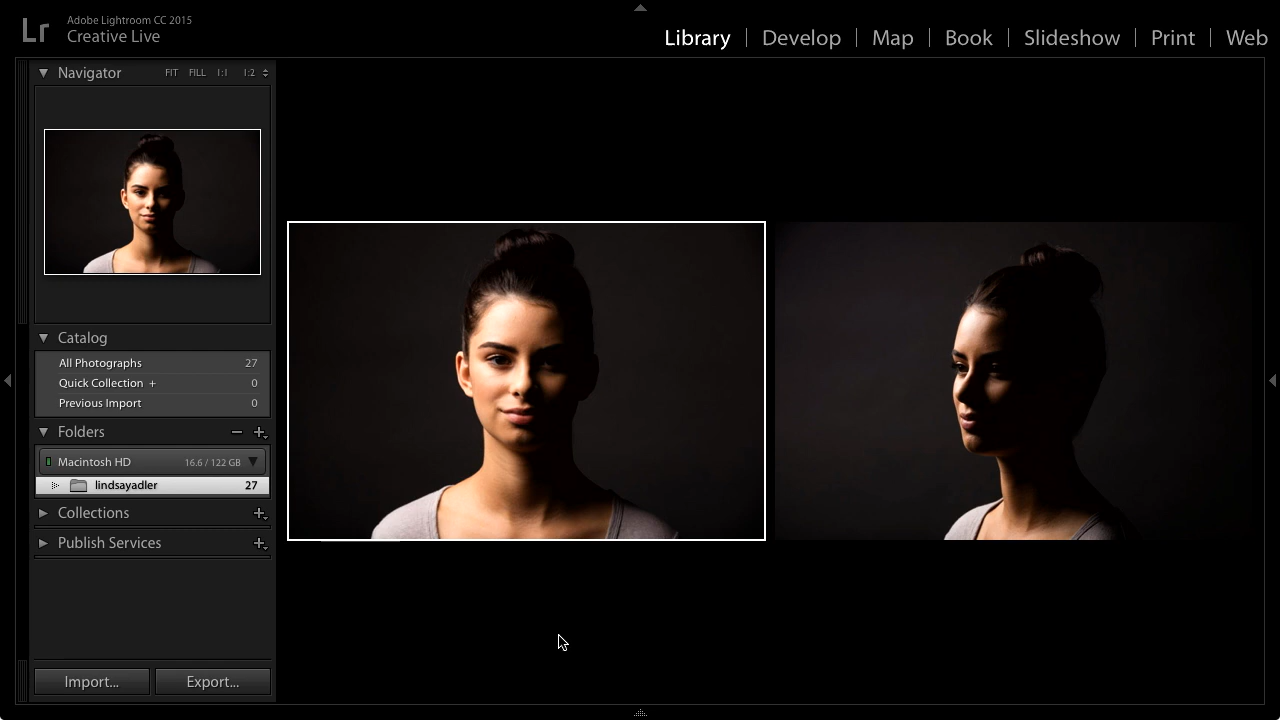 Lr
Adobe Lightroom CC 2015
Creative Live
Library | Develop | Map | Book | Slideshow | Print | Web
Navigator FIT FILL 1:1 1:2
Catalog
All Photographs 27
Quick Collection + 0
Previous Import 0
Folders
Macintosh HD 16.6 / 122 GB
lindsayadler 27
Collections
Publish Services
Import... Export...